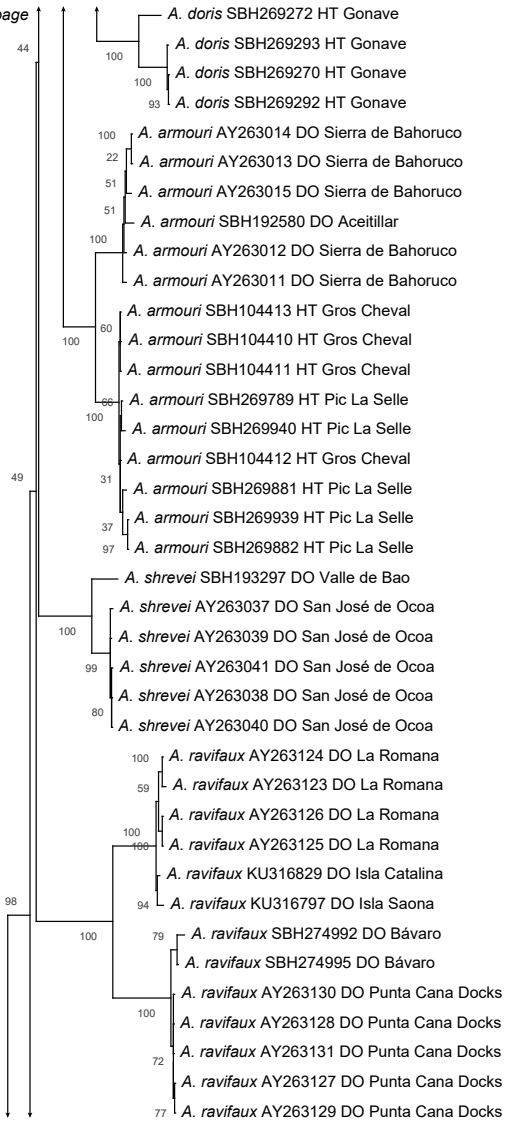 page
A. doris SBH269272 HT Gonave
44
A. doris SBH269293 HT Gonave
100
A. doris SBH269270 HT Gonave
100
93
A. doris SBH269292 HT Gonave
100
A. armouri AY263014 DO Sierra de Bahoruco
22
A. armouri AY263013 DO Sierra de Bahoruco
51
A. armouri AY263015 DO Sierra de Bahoruco
51
A. armouri SBH192580 DO Aceitillar
100
A. armouri AY263012 DO Sierra de Bahoruco
A. armouri AY263011 DO Sierra de Bahoruco
A. armouri SBH104413 HT Gros Cheval
60
100
A. armouri SBH104410 HT Gros Cheval
A. armouri SBH104411 HT Gros Cheval
66
A. armouri SBH269789 HT Pic La Selle
100
A. armouri SBH269940 HT Pic La Selle
A. armouri SBH104412 HT Gros Cheval
49
31
A. armouri SBH269881 HT Pic La Selle
37
A. armouri SBH269939 HT Pic La Selle
97
A. armouri SBH269882 HT Pic La Selle
A. shrevei SBH193297 DO Valle de Bao
A. shrevei AY263037 DO San José de Ocoa
100
A. shrevei AY263039 DO San José de Ocoa
99
A. shrevei AY263041 DO San José de Ocoa
A. shrevei AY263038 DO San José de Ocoa
80
A. shrevei AY263040 DO San José de Ocoa
100
A. ravifaux AY263124 DO La Romana
59
A. ravifaux AY263123 DO La Romana
A. ravifaux AY263126 DO La Romana
100
100
A. ravifaux AY263125 DO La Romana
A. ravifaux KU316829 DO Isla Catalina
98
94
A. ravifaux KU316797 DO Isla Saona
100
79
A. ravifaux SBH274992 DO Bávaro
A. ravifaux SBH274995 DO Bávaro
A. ravifaux AY263130 DO Punta Cana Docks
100
A. ravifaux AY263128 DO Punta Cana Docks
A. ravifaux AY263131 DO Punta Cana Docks
72
A. ravifaux AY263127 DO Punta Cana Docks
77
A. ravifaux AY263129 DO Punta Cana Docks